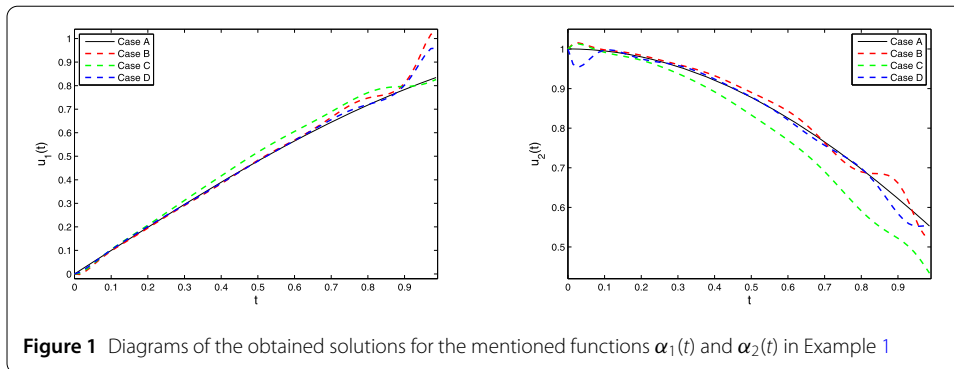 1
0.9
0.8
0.7
0.6
0.5
0.4
0.3
0.2
0.1
0
u₁(t)
Case A
Case B
Case C
Case D
0 0.1 0.2 0.3 0.4 0.5 0.6 0.7 0.8 0.9
t
1
0.9
0.8
0.7
0.6
0.5
u₂(t)
Case A
Case B
Case C
Case D
0 0.1 0.2 0.3 0.4 0.5 0.6 0.7 0.8 0.9
t
Figure 1 Diagrams of the obtained solutions for the mentioned functions α₁(t) and α₂(t) in Example 1